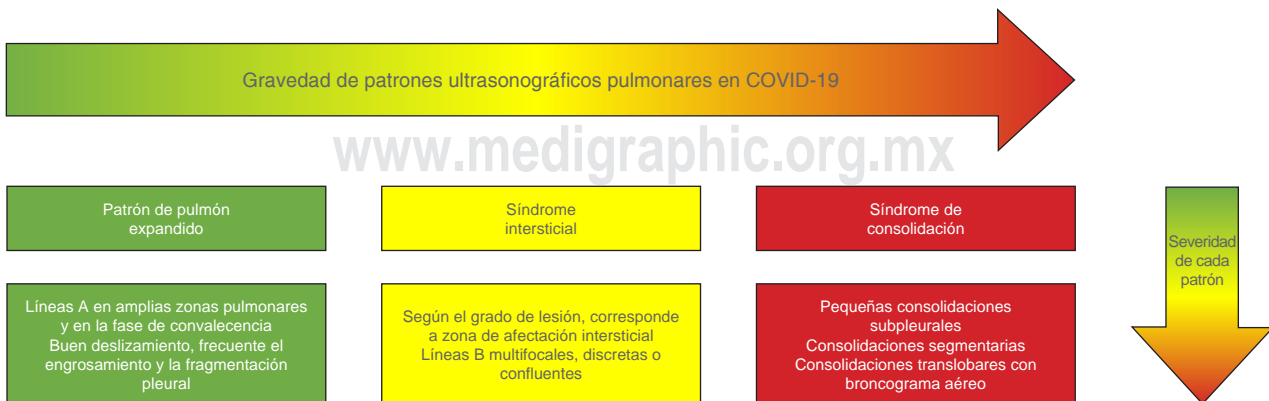 Gravedad de patrones ultrasonográficos pulmonares en COVID-19
www.medigraphic.org.mx
Patrón de pulmón
expandido
Síndrome
intersticial
Síndrome de
consolidación
Severidad
de cada
patrón
Líneas A en amplias zonas pulmonares
y en la fase de convalecencia
Buen deslizamiento, frecuente el
engrosamiento y la fragmentación
pleural
Según el grado de lesión, corresponde
a zona de afectación intersticial
Líneas B multifocales, discretas o
confluentes
Pequeñas consolidaciones
subpleurales
Consolidaciones segmentarias
Consolidaciones translobares con
broncograma aéreo